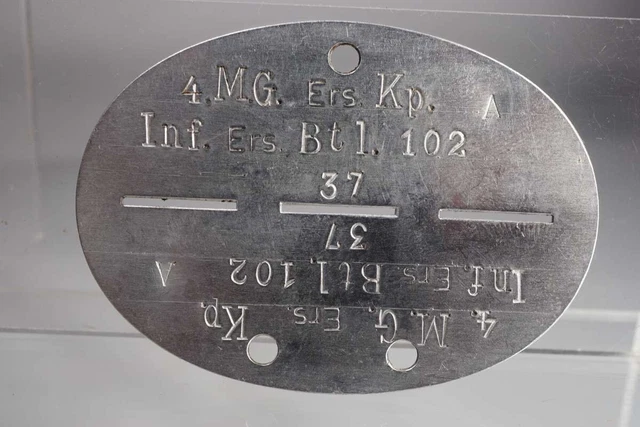 4. MG. Ers. Kp. A
Inf. Ers. Btl. 102
37
37
Inf. Ers. Btl. 102 A
4. M.G. Ers. Kp.